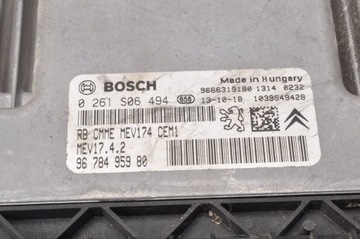 BOSCH
Made in Hungary
9666319180 1314 0232
0 261 S06 494 658 13-10-18 1039S49428
RB CMME MEV174 CEM1
MEV17.4.2
96 784 959 80